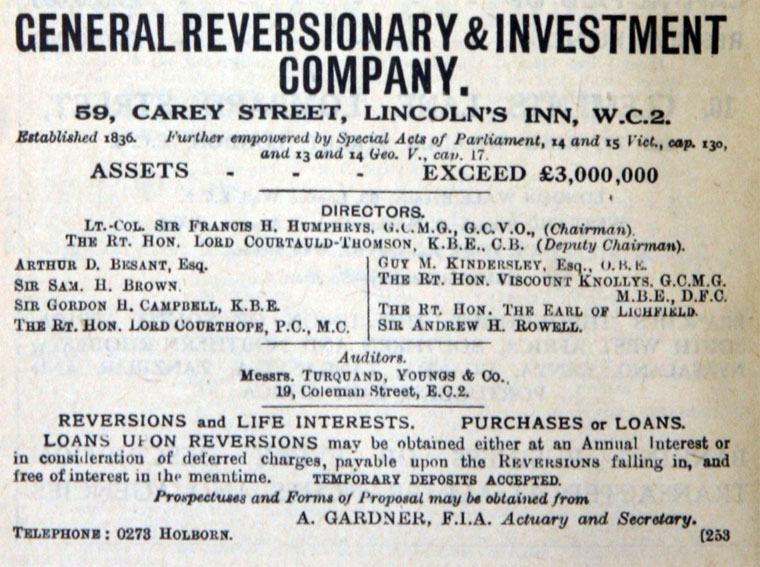 GENERAL REVERSIONARY & INVESTMENT
COMPANY.
59, CAREY STREET, LINCOLN'S INN, W.C.2.
Established 1836. Further empowered by Special Acts of Parliament, 14 and 15 Vict., cap. 130,
and 13 and 14 Geo. V., cap. 17.
ASSETS - - - EXCEED £3,000,000
DIRECTORS.
LT.-COL. SIR FRANCIS H. HUMPHRYS, G.C.M.G., G.C.V.O., (Chairman).
THE RT. HON. LORD COURTAULD-THOMSON, K.B.E., C.B. (Deputy Chairman).
ARTHUR D. BESANT, Esq.
SIR SAM. H. BROWN.
SIR GORDON H. CAMPBELL, K.B.E.
THE RT. HON. LORD COURTHOPE, P.C., M.C.
GUY M. KINDERSLEY, Esq., O.B.E.
THE RT. HON. VISCOUNT KNOLLYS, G.C.M.G.
M.B.E., D.F.C.
THE RT. HON. THE EARL OF LICHFIELD.
SIR ANDREW H. ROWELL.
Auditors.
Messrs. TURQUAND, YOUNGS & Co.,
19, Coleman Street, E.C.2.
REVERSIONS and LIFE INTERESTS. PURCHASES or LOANS.
LOANS UPON REVERSIONS may be obtained either at an Annual Interest or
in consideration of deferred charges, payable upon the REVERSIONS falling in, and
free of interest in the meantime. TEMPORARY DEPOSITS ACCEPTED.
Prospectuses and Forms of Proposal may be obtained from
A. GARDNER, F.I.A. Actuary and Secretary.
TELEPHONE: 0273 HOLBORN. [253